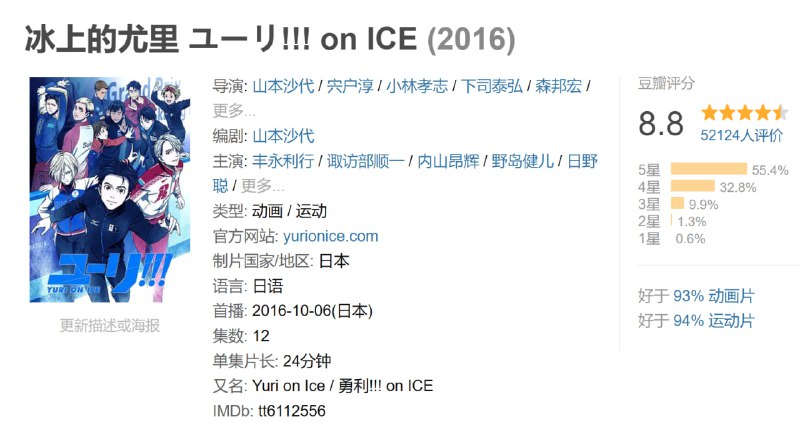 冰上的尤里 ユーリ!!! on ICE (2016)
Grand Prix
ユーリ!!!
YURI ON ICE
更新描述或海报
导演: 山本沙代 / 宍户淳 / 小林孝志 / 下司泰弘 / 森邦宏 /
更多...
编剧: 山本沙代
主演: 丰永利行 / 诹访部顺一 / 内山昂辉 / 野岛健儿 / 日野
聪 / 更多...
类型: 动画 / 运动
官方网站: yurionice.com
制片国家/地区: 日本
语言: 日语
首播: 2016-10-06(日本)
集数: 12
单集片长: 24分钟
又名: Yuri on Ice / 勇利!!! on ICE
IMDb: tt6112556
豆瓣评分
8.8
52124人评价
5星 55.4%
4星 32.8%
3星 9.9%
2星 1.3%
1星 0.6%
好于 93% 动画片
好于 94% 运动片